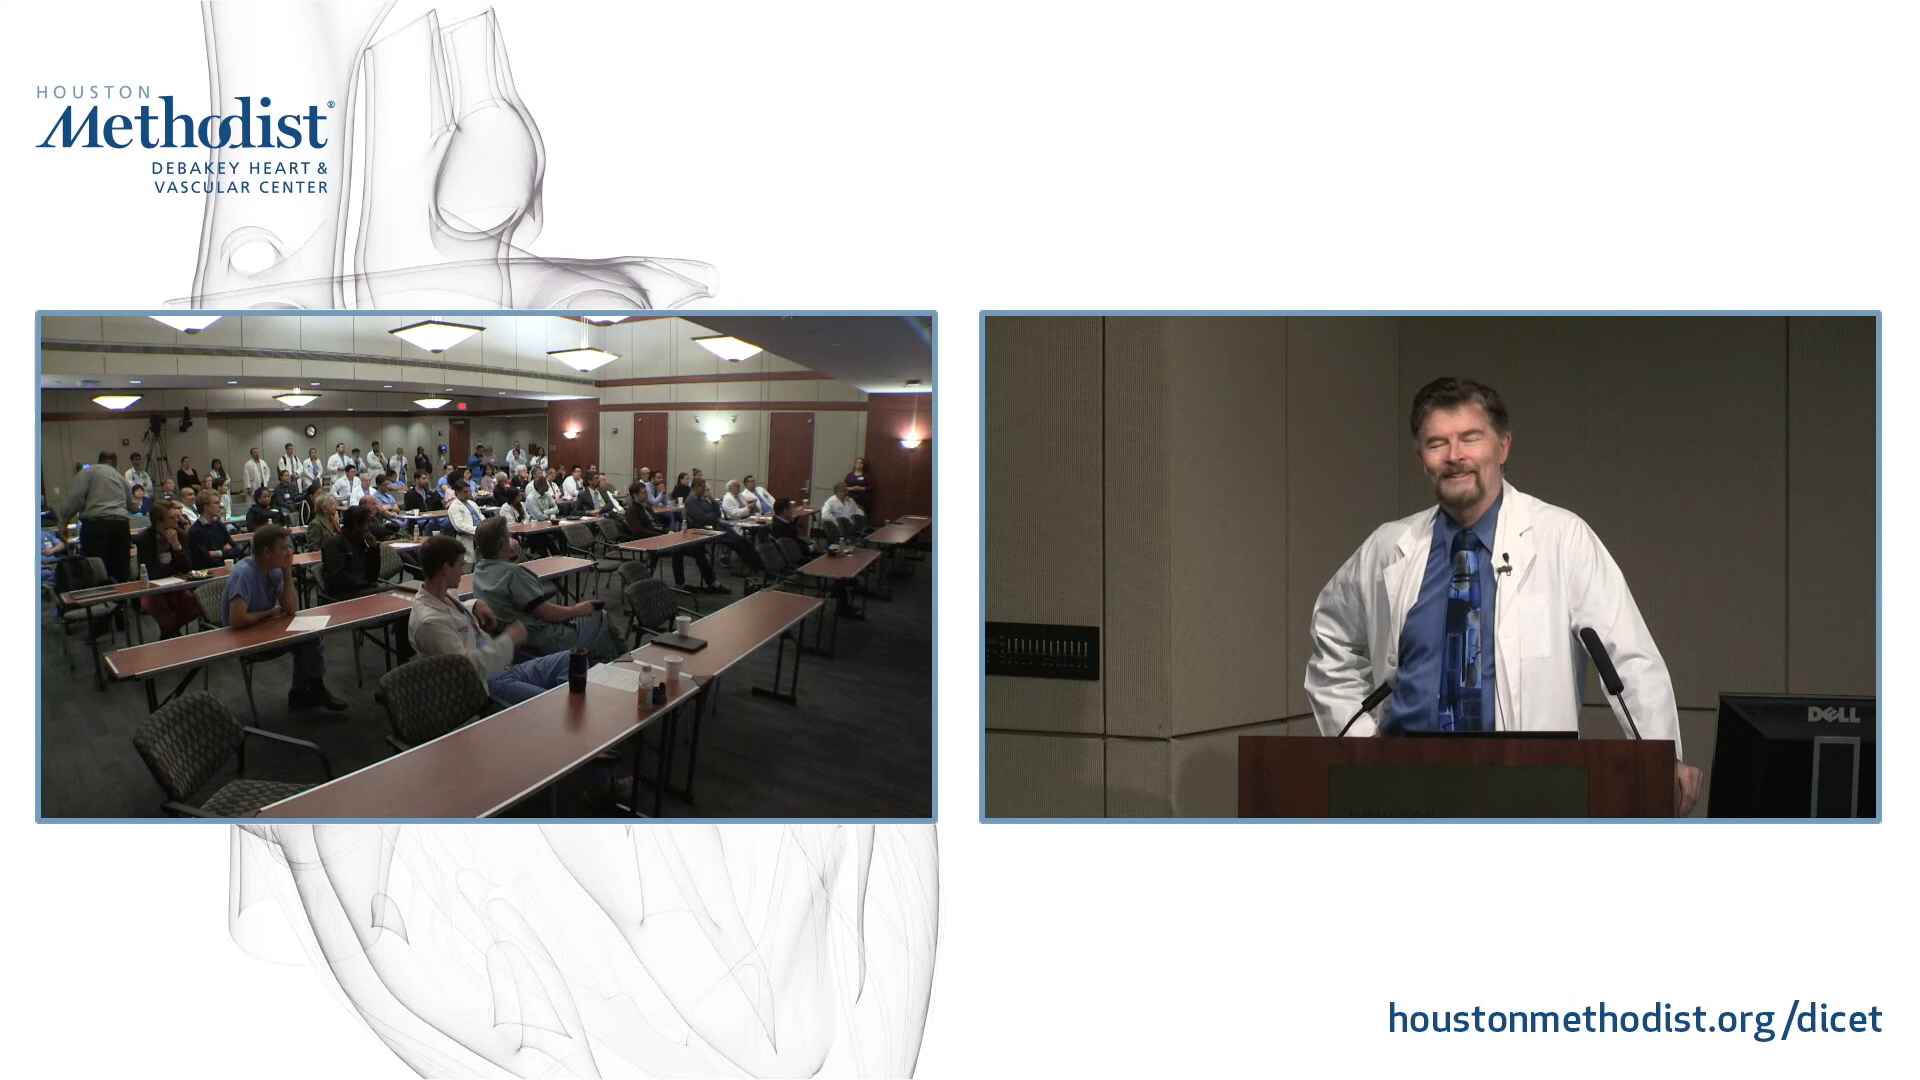 HOUSTON
Methodist®
DEBAKEY HEART &
VASCULAR CENTER
DELL
houstonmethodist.org/dicet